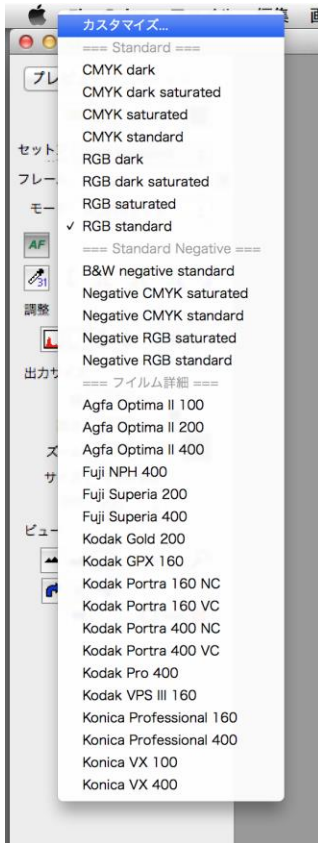 カスタマイズ...
=== Standard ===
CMYK dark
CMYK dark saturated
CMYK saturated
CMYK standard
RGB dark
RGB dark saturated
RGB saturated
✓ RGB standard
=== Standard Negative ===
B&W negative standard
Negative CMYK saturated
Negative CMYK standard
Negative RGB saturated
Negative RGB standard
=== フイルム詳細 ===
Agfa Optima II 100
Agfa Optima II 200
Agfa Optima II 400
Fuji NPH 400
Fuji Superia 200
Fuji Superia 400
Kodak Gold 200
Kodak GPX 160
Kodak Portra 160 NC
Kodak Portra 160 VC
Kodak Portra 400 NC
Kodak Portra 400 VC
Kodak Pro 400
Kodak VPS III 160
Konica Professional 160
Konica Professional 400
Konica VX 100
Konica VX 400
プレ
セット
フレー
モー
AF
31
調整
出力サ
ズ
サ
ビュー